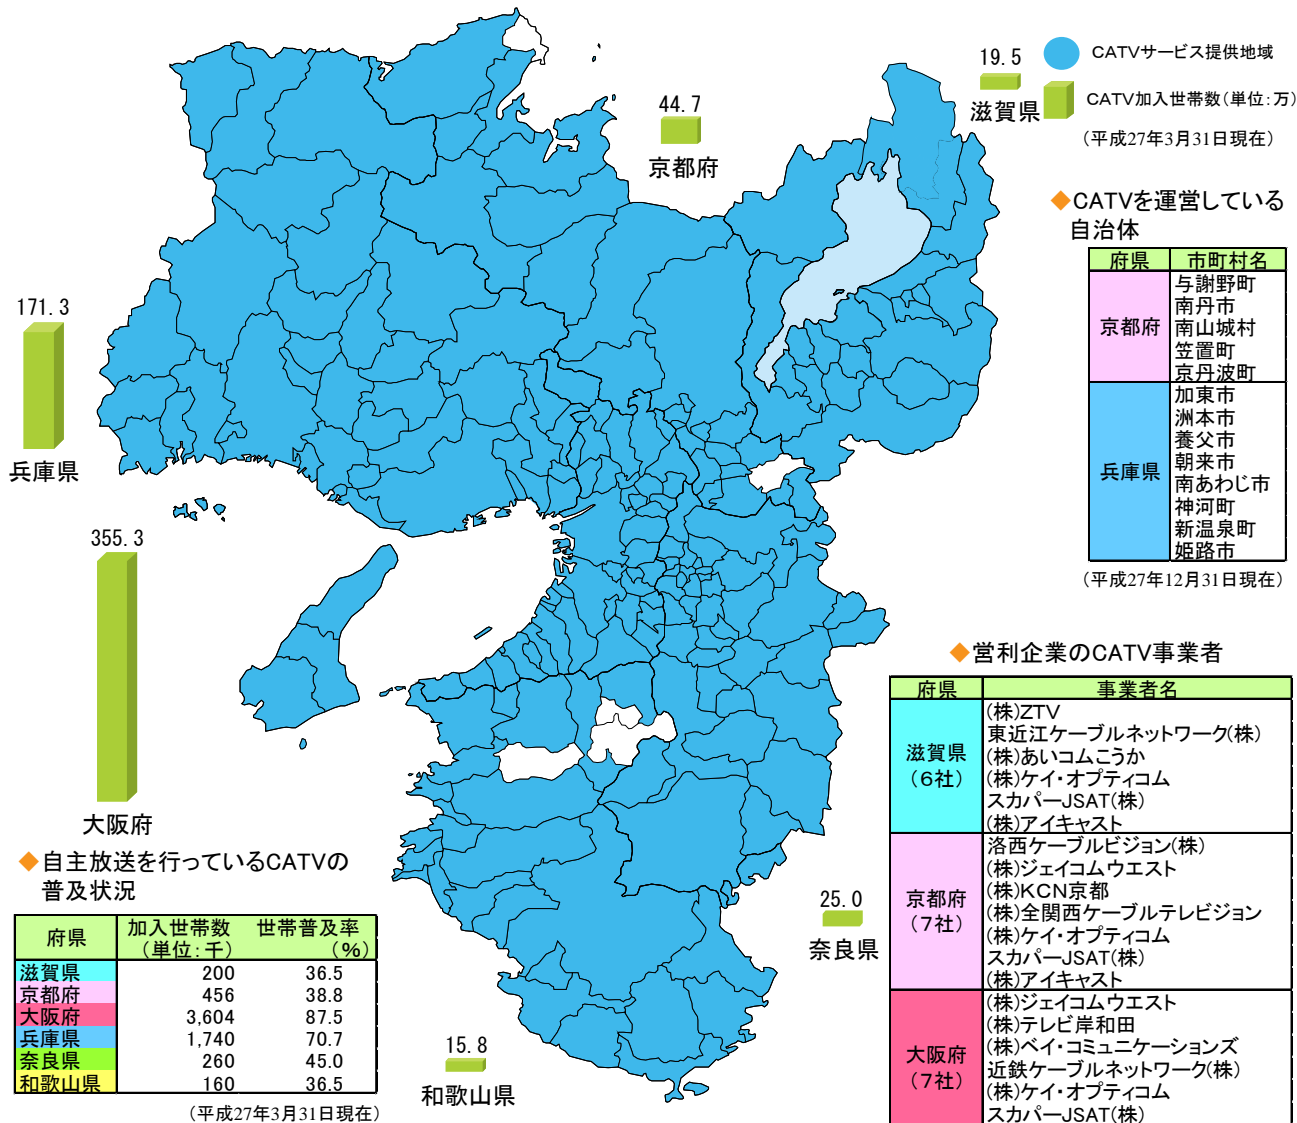 19.5
滋賀県
CATVサービス提供地域
CATV加入世帯数(単位:万)
(平成27年3月31日現在)
44.7
京都府
171.3
兵庫県
355.3
大阪府
25.0
奈良県
15.8
和歌山県
◆CATVを運営している
自治体
府県 市町村名
京都府
与謝野町
南丹市
南山城村
笠置町
京丹波町
兵庫県
加東市
洲本市
養父市
朝来市
南あわじ市
神河町
新温泉町
姫路市
(平成27年12月31日現在)
◆自主放送を行っているCATVの
普及状況
府県 加入世帯数(単位:千) 世帯普及率(%)
滋賀県 200 36.5
京都府 456 38.8
大阪府 3,604 87.5
兵庫県 1,740 70.7
奈良県 260 45.0
和歌山県 160 36.5
(平成27年3月31日現在)
◆営利企業のCATV事業者
府県 事業者名
滋賀県
(6社)
(株)ZTV
東近江ケーブルネットワーク(株)
(株)あいコムこうか
(株)ケイ・オプティコム
スカパーJSAT(株)
(株)アイキャスト
京都府
(7社)
洛西ケーブルビジョン(株)
(株)ジェイコムウエスト
(株)KCN京都
(株)全関西ケーブルテレビジョン
(株)ケイ・オプティコム
スカパーJSAT(株)
(株)アイキャスト
大阪府
(7社)
(株)ジェイコムウエスト
(株)テレビ岸和田
(株)ベイ・コミュニケーションズ
近鉄ケーブルネットワーク(株)
(株)ケイ・オプティコム
スカパーJSAT(株)